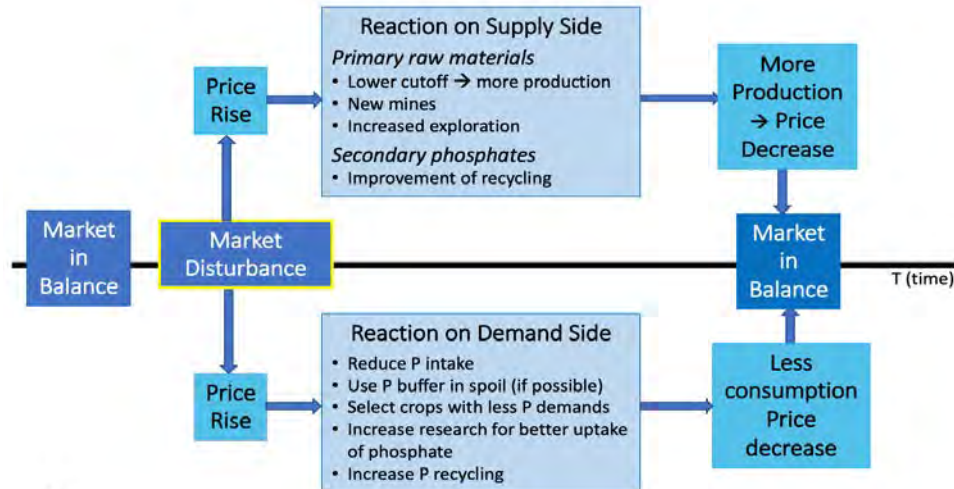 Reaction on Supply Side
Primary raw materials
• Lower cutoff → more production
• New mines
• Increased exploration
Secondary phosphates
• Improvement of recycling
Price
Rise
More
Production
→ Price
Decrease
Market
in
Balance
Market
Disturbance
Market
in
Balance
T (time)
Reaction on Demand Side
• Reduce P intake
• Use P buffer in spoil (if possible)
• Select crops with less P demands
• Increase research for better uptake
of phosphate
• Increase P recycling
Price
Rise
Less
consumption
Price
decrease